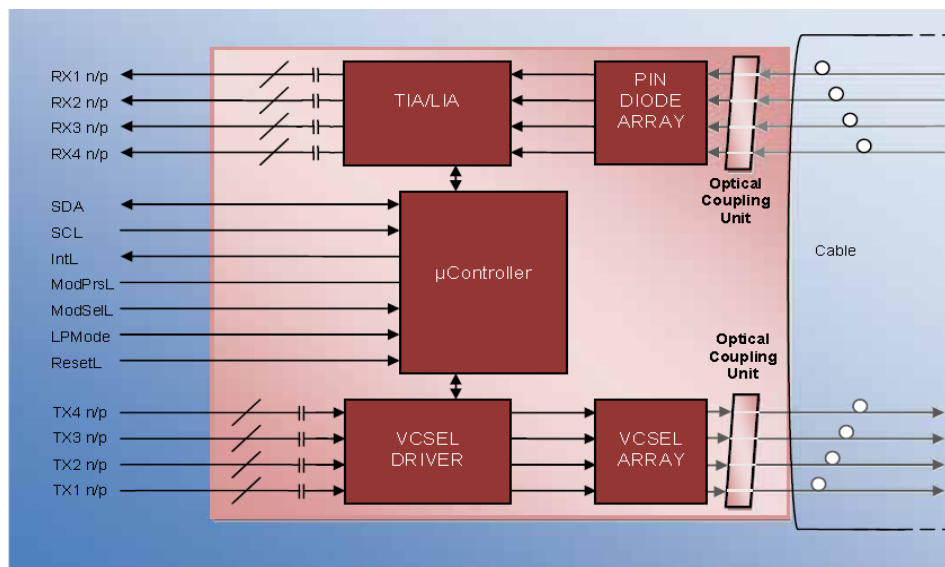 RX1 n/p
RX2 n/p
RX3 n/p
RX4 n/p
TIA/LIA
PIN
DIODE
ARRAY
Optical
Coupling
Unit
SDA
SCL
IntL
ModPrsL
ModSelL
LPMode
ResetL
µController
Cable
Optical
Coupling
Unit
TX4 n/p
TX3 n/p
TX2 n/p
TX1 n/p
VCSEL
DRIVER
VCSEL
ARRAY